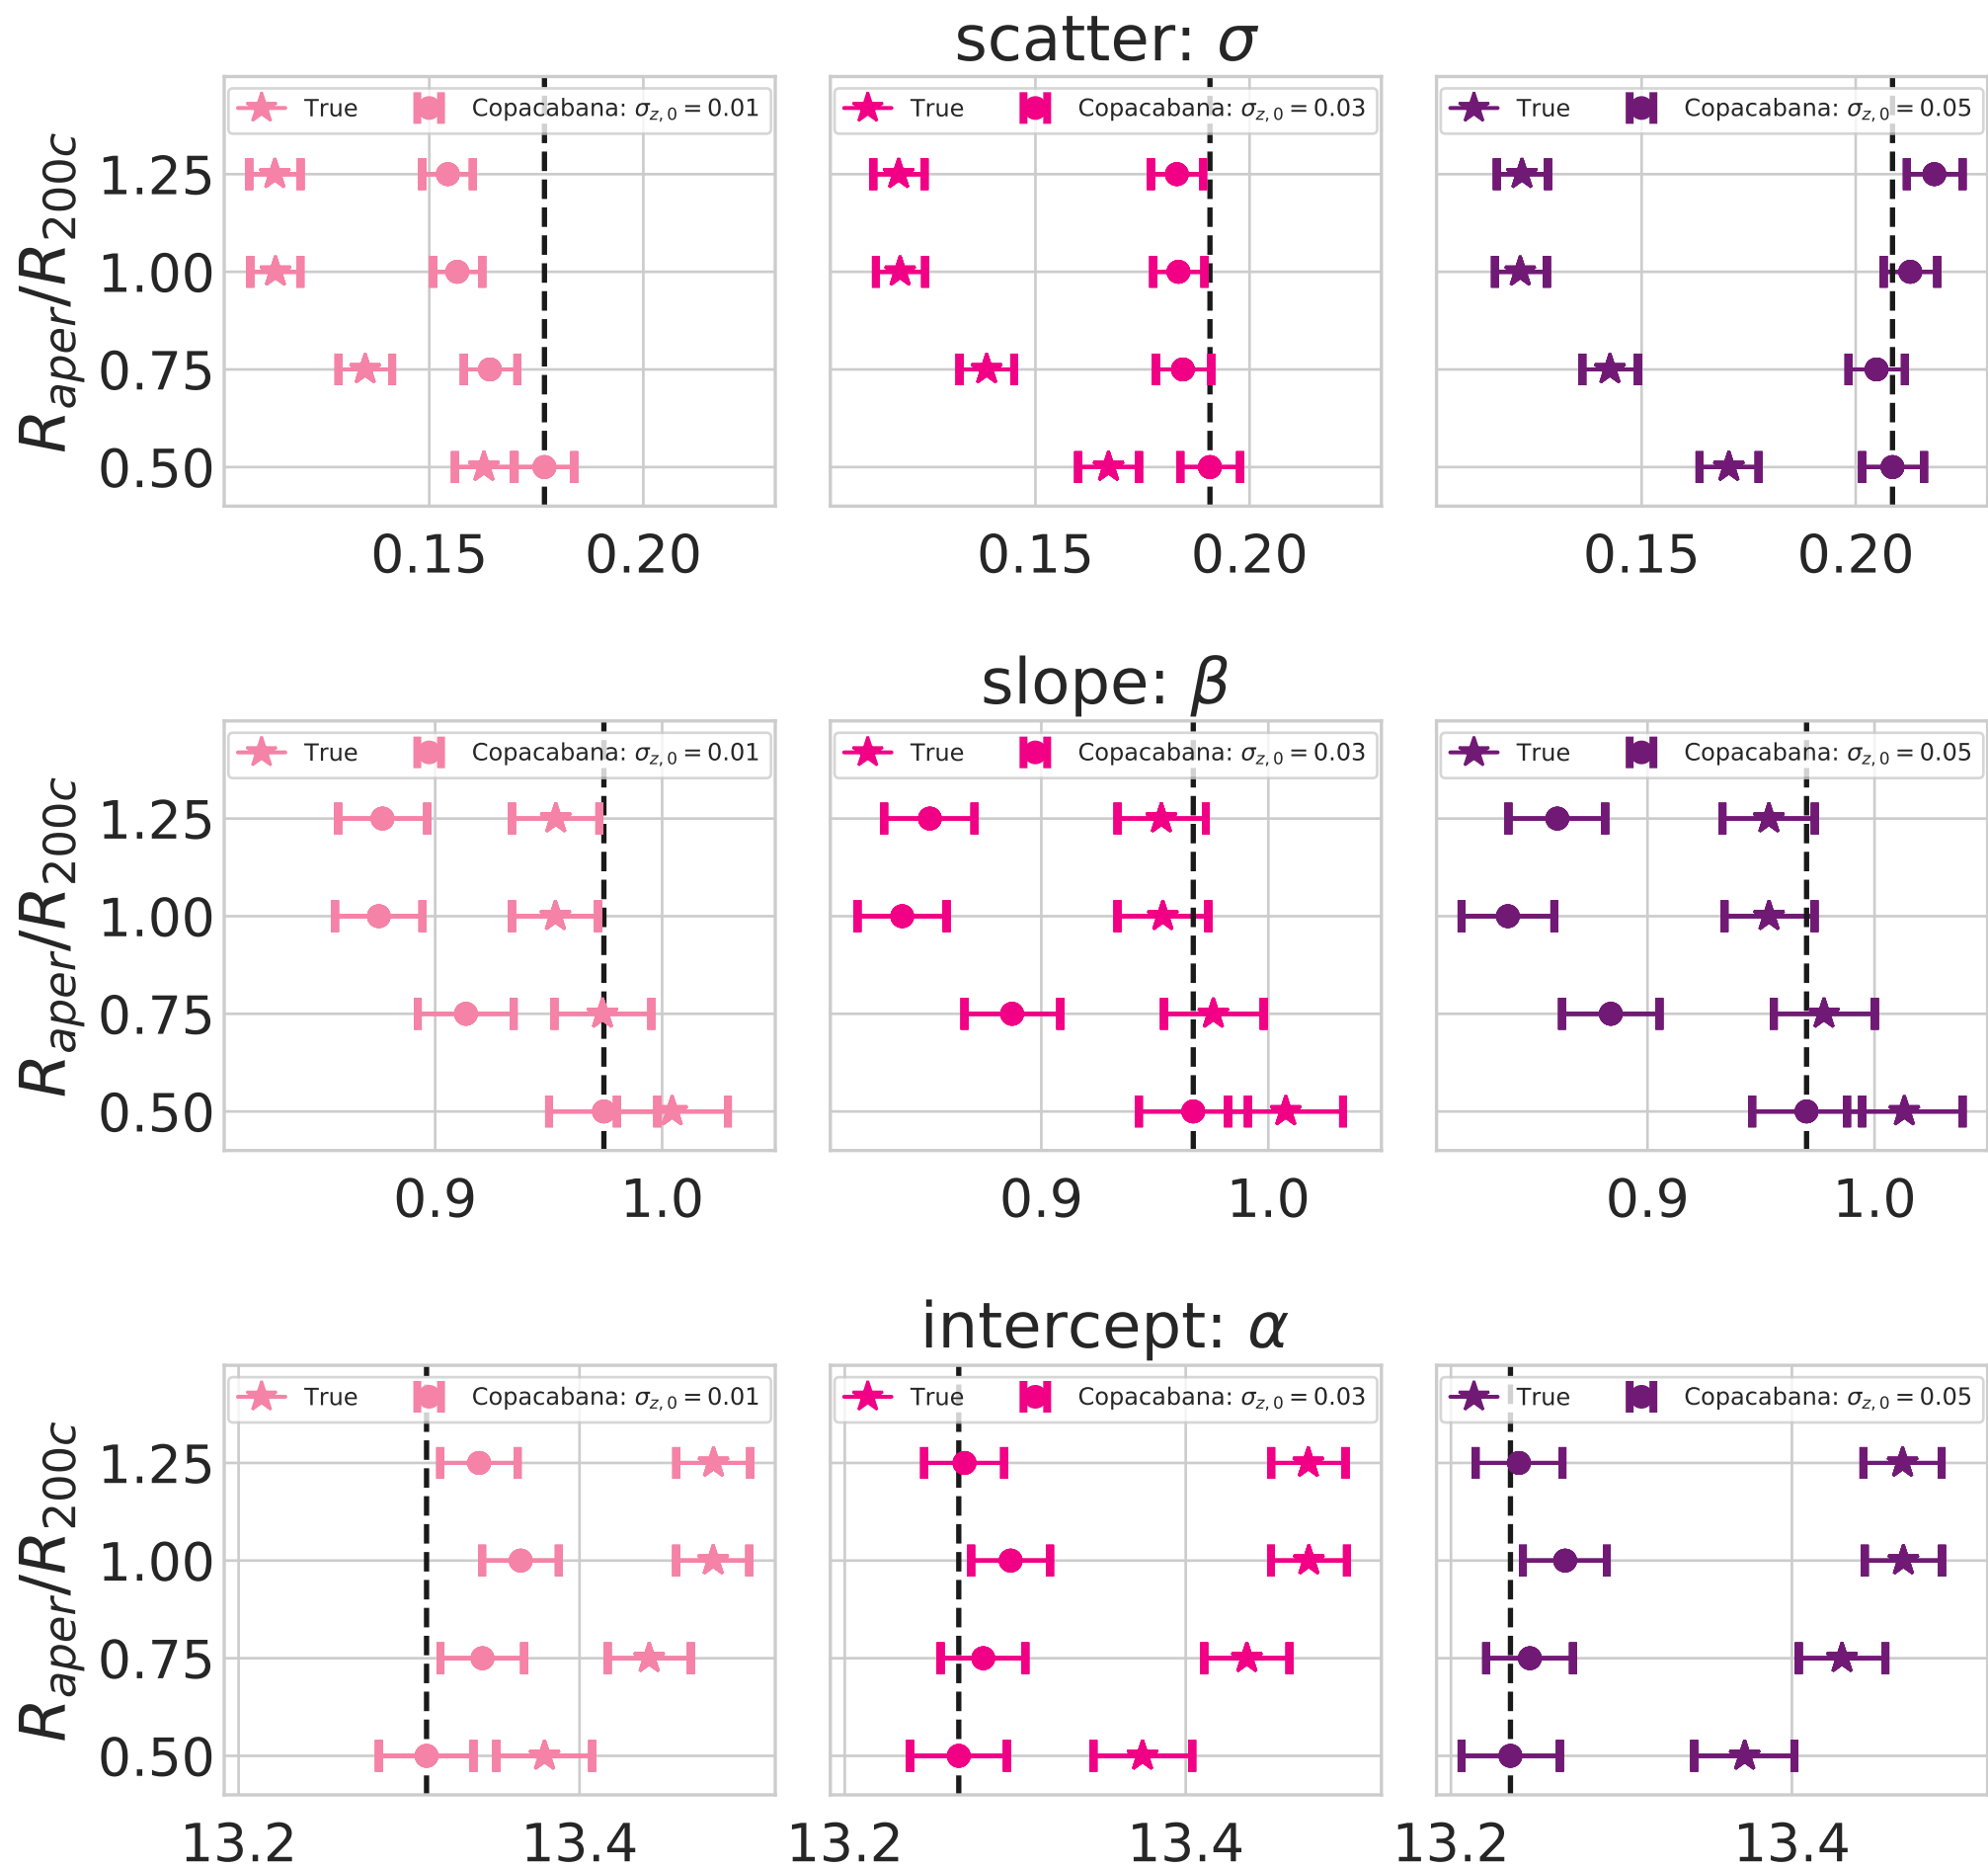 scatter: σ
True Copacabana: σz,0 = 0.01
True Copacabana: σz,0 = 0.03
True Copacabana: σz,0 = 0.05
Raper/R200c
1.25
1.00
0.75
0.50
0.15 0.20
0.15 0.20
0.15 0.20
slope: β
True Copacabana: σz,0 = 0.01
True Copacabana: σz,0 = 0.03
True Copacabana: σz,0 = 0.05
Raper/R200c
1.25
1.00
0.75
0.50
0.9 1.0
0.9 1.0
0.9 1.0
intercept: α
True Copacabana: σz,0 = 0.01
True Copacabana: σz,0 = 0.03
True Copacabana: σz,0 = 0.05
Raper/R200c
1.25
1.00
0.75
0.50
13.2 13.4
13.2 13.4
13.2 13.4